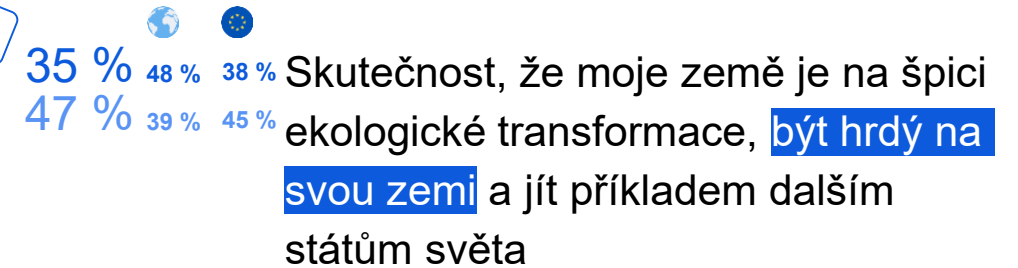 35 % 48 % 38 %
47 % 39 % 45 %
Skutečnost, že moje země je na špici
ekologické transformace, být hrdý na
svou zemi a jít příkladem dalším
státům světa